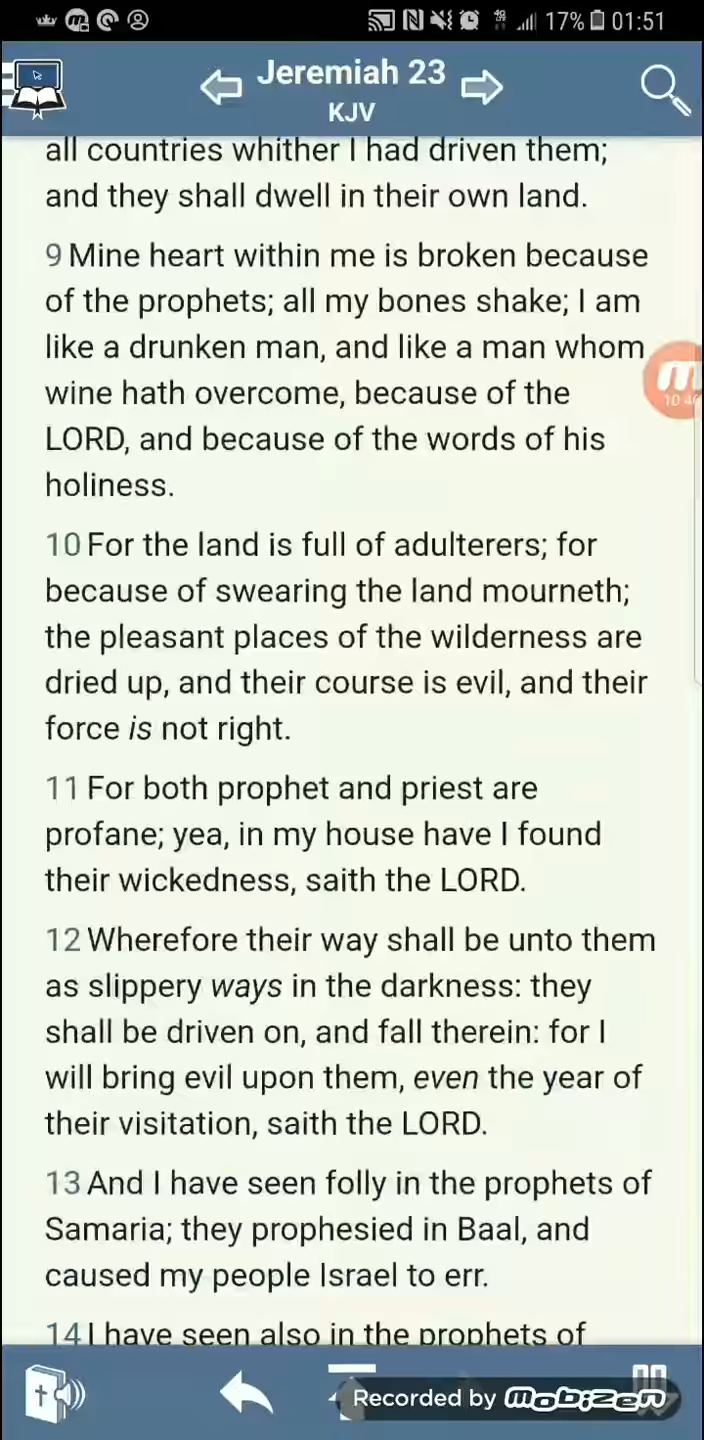 17% 01:51
Jeremiah 23
KJV
all countries whither I had driven them;
and they shall dwell in their own land.
9 Mine heart within me is broken because
of the prophets; all my bones shake; I am
like a drunken man, and like a man whom
wine hath overcome, because of the
LORD, and because of the words of his
holiness.
10 For the land is full of adulterers; for
because of swearing the land mourneth;
the pleasant places of the wilderness are
dried up, and their course is evil, and their
force is not right.
11 For both prophet and priest are
profane; yea, in my house have I found
their wickedness, saith the LORD.
12 Wherefore their way shall be unto them
as slippery ways in the darkness: they
shall be driven on, and fall therein: for I
will bring evil upon them, even the year of
their visitation, saith the LORD.
13 And I have seen folly in the prophets of
Samaria; they prophesied in Baal, and
caused my people Israel to err.
14 I have seen also in the prophets of
Recorded by mobizen